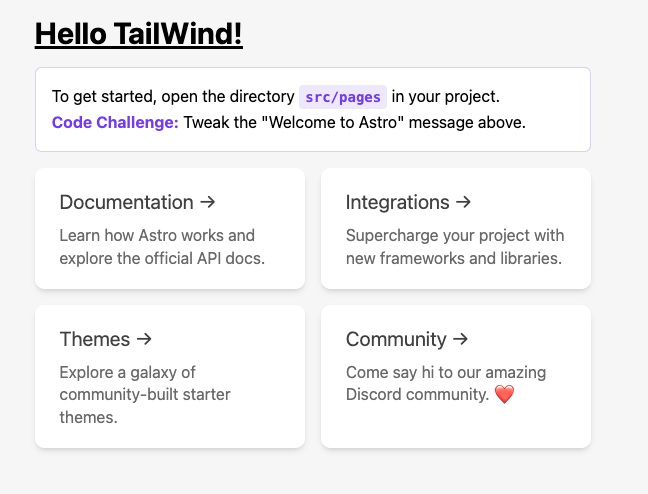 Hello TailWind!
To get started, open the directory src/pages in your project.
Code Challenge: Tweak the "Welcome to Astro" message above.
Documentation →
Learn how Astro works and
explore the official API docs.
Integrations →
Supercharge your project with
new frameworks and libraries.
Themes →
Explore a galaxy of
community-built starter
themes.
Community →
Come say hi to our amazing
Discord community. ❤️